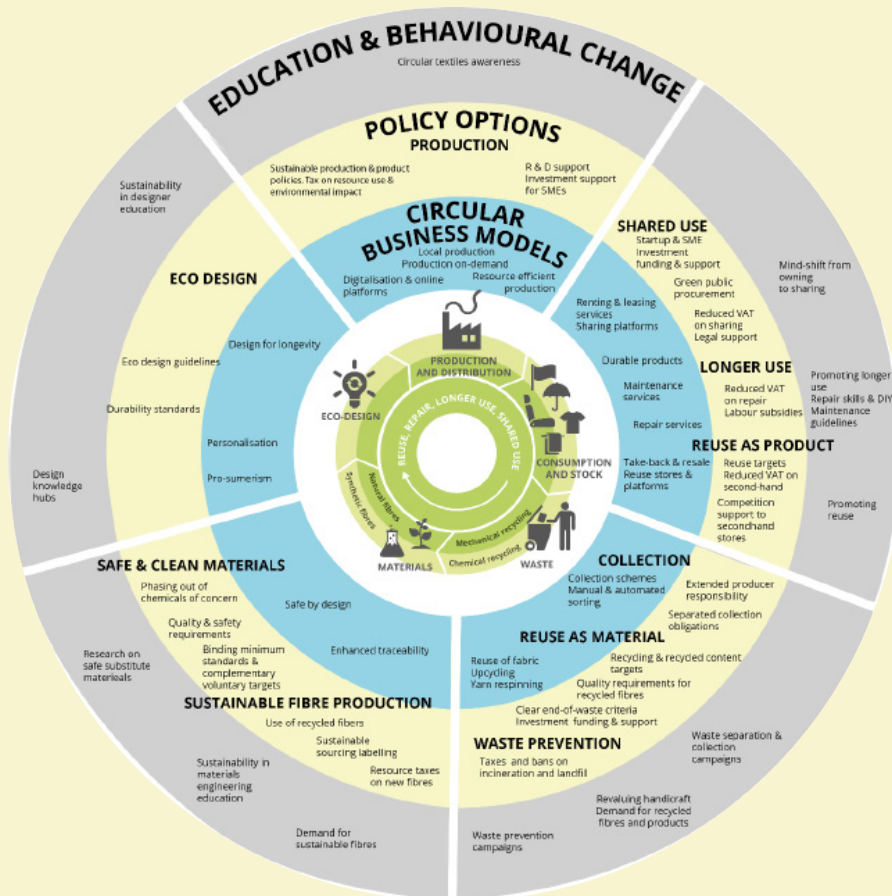 EDUCATION & BEHAVIOURAL CHANGE
Circular textiles awareness
POLICY OPTIONS
PRODUCTION
Sustainable production & product
policies. Tax on resource use &
environmental impact
R & D support
Investment support
for SMEs
CIRCULAR
BUSINESS MODELS
Local production
Production on-demand
Digitalisation & online
platforms
Resource efficient
production
Sustainability
in designer
education
ECO DESIGN
Eco design guidelines
Durability standards
Design for longevity
Personalisation
Pro-sumerism
Design
knowledge
hubs
SHARED USE
Startup & SME
Investment
funding & support
Green public
procurement
Reduced VAT
on sharing
Legal support
Mind-shift from
owning
to sharing
Renting & leasing
services
Sharing platforms
Durable products
Maintenance
services
Repair services
Take-back & resale
Reuse stores &
platforms
LONGER USE
Reduced VAT
on repair
Labour subsidies
Promoting longer
use
Repair skills & DIY
Maintenance
guidelines
REUSE AS PRODUCT
Reuse targets
Reduced VAT on
second-hand
Competition
support to
secondhand
stores
Promoting
reuse
PRODUCTION
AND DISTRIBUTION
ECO-DESIGN
REUSE, REPAIR, LONGER USE, SHARED USE
CONSUMPTION
AND STOCK
Natural fibres
Synthetic fibres
Mechanical recycling
Chemical recycling
MATERIALS
WASTE
SAFE & CLEAN MATERIALS
Phasing out of
chemicals of concern
Quality & safety
requirements
Binding minimum
standards &
complementary
voluntary targets
Safe by design
Enhanced traceability
Research on
safe substitute
materieals
SUSTAINABLE FIBRE PRODUCTION
Use of recycled fibers
Sustainable
sourcing labelling
Resource taxes
on new fibres
Sustainability in
materials
engineering
education
Demand for
sustainable fibres
COLLECTION
Collection schemes
Manual & automated
sorting
Extended producer
responsibility
Separated collection
obligations
REUSE AS MATERIAL
Reuse of fabric
Upcycling
Yarn respinning
Recycling & recycled content
targets
Quality requirements for
recycled fibres
Clear end-of-waste criteria
Investment funding & support
WASTE PREVENTION
Taxes and bans on
incineration and landfill
Waste separation &
collection
campaigns
Revaluing handicraft
Demand for recycled
fibres and products
Waste prevention
campaigns